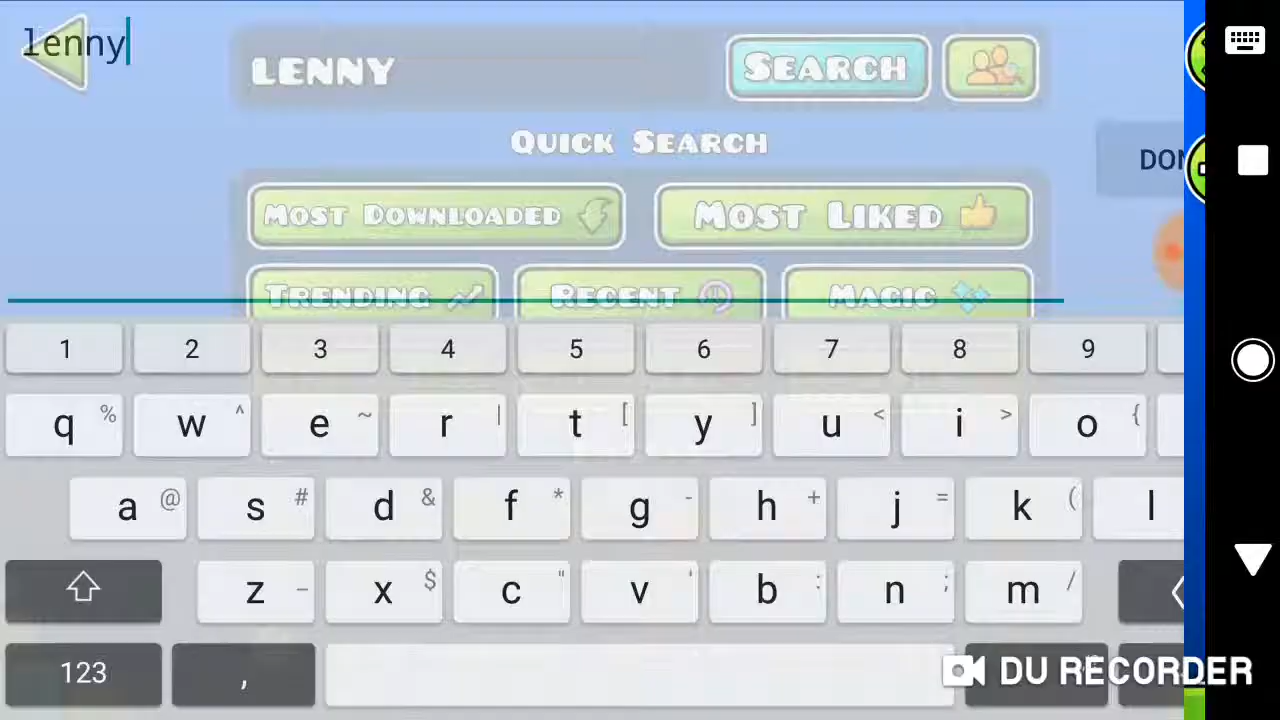 lenny
LENNY SEARCH
QUICK SEARCH
DON
MOST DOWNLOADED MOST LIKED
TRENDING RECENT MAGIC
1 2 3 4 5 6 7 8 9
q % w ^ e ~ r | t [ y ] u < i > o {
a @ s # d & f * g - h + j = k ( l
z _ x $ c " v ' b : n ; m /
123 ,
DU RECORDER